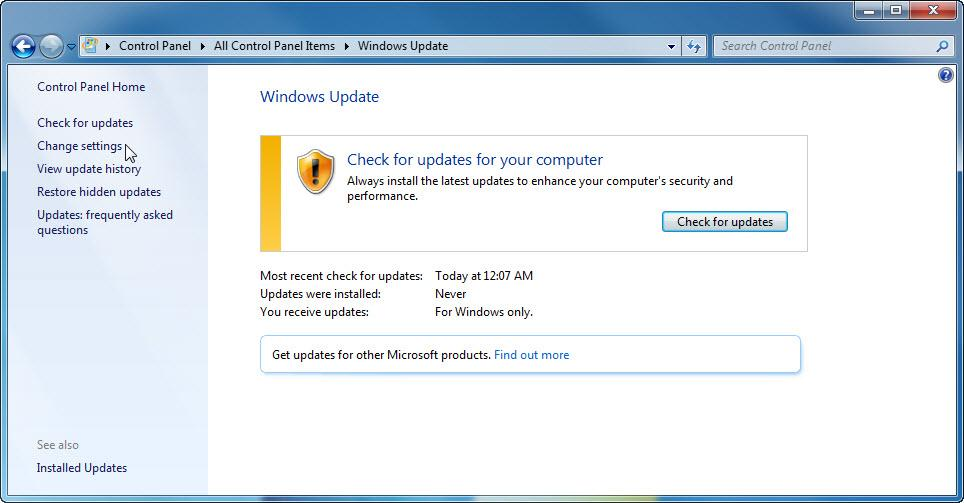 Control Panel
All Control Panel Items
Windows Update
Search Control Panel
Control Panel Home
Check for updates
Change settings
View update history
Restore hidden updates
Updates: frequently asked
questions
See also
Installed Updates
Windows Update
Check for updates for your computer
Always install the latest updates to enhance your computer's security and
performance.
Check for updates
Most recent check for updates: Today at 12:07 AM
Updates were installed: Never
You receive updates: For Windows only.
Get updates for other Microsoft products. Find out more